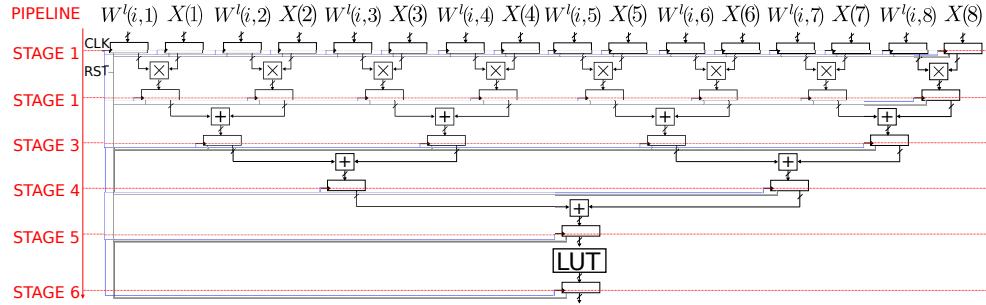 PIPELINE W^l(i,1) X(1) W^l(i,2) X(2) W^l(i,3) X(3) W^l(i,4) X(4) W^l(i,5) X(5) W^l(i,6) X(6) W^l(i,7) X(7) W^l(i,8) X(8)
CLK
STAGE 1
RST × × × × × × × ×
STAGE 1
+ + + +
STAGE 3
+ +
STAGE 4
+
STAGE 5
LUT
STAGE 6